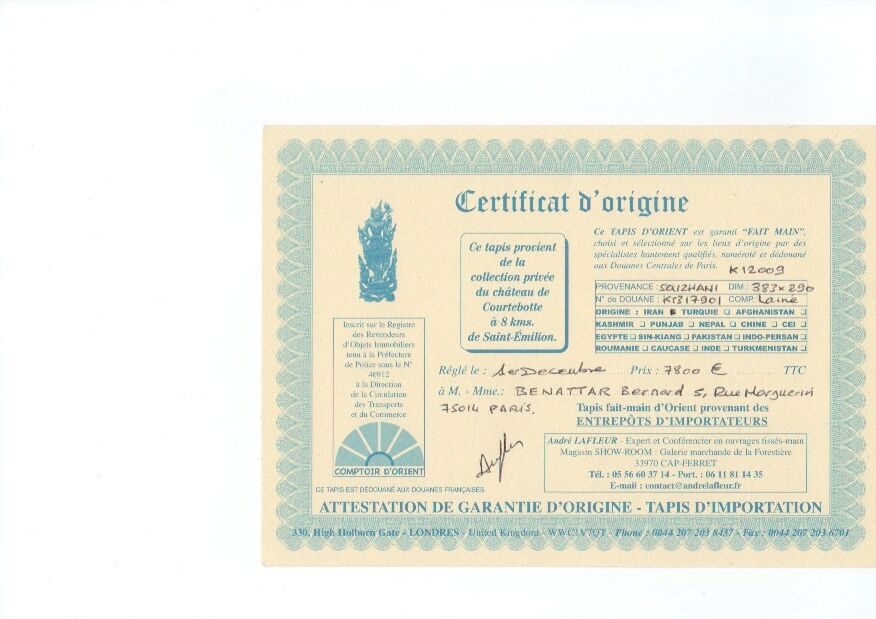 Certificat d'origine
Ce tapis provient
de la
collection privée
du château de
Courtebotte
à 8 kms.
de Saint-Émilion.
Ce TAPIS D'ORIENT est garanti "FAIT MAIN",
choisi et sélectionné sur les lieux d'origine par des
spécialistes hautement qualifiés, numéroté et dédouané
aux Douanes Centrales de Paris. K12009
PROVENANCE : DIM.: 383x290
N° de DOUANE : K1317901 COMP. Laine
ORIGINE : IRAN TURQUIE AFGHANISTAN
KASHMIR PUNJAB NEPAL CHINE CEI
EGYPTE SIN-KIANG PAKISTAN INDO-PERSAN
ROUMANIE CAUCASE INDE TURKMENISTAN
Inscrit sur le Registre
des Revendeurs
d'Objets Immobiliers
tenu à la Préfecture
de Police sous le N°
46912
à la Direction
de la Circulation
des Transports
et du Commerce
COMPTOIR D'ORIENT
Réglé le : 1er Decembre Prix : 7800 € TTC
à M. - Mme.: BENATTAR Bernard 5, Rue Morguerin
75014 PARIS.
Tapis fait-main d'Orient provenant des
ENTREPÔTS D'IMPORTATEURS
André LAFLEUR - Expert et Conférencier en ouvrages tissés-main
Magasin SHOW-ROOM : Galerie marchande de la Forestière
33970 CAP-FERRET
Tél. : 05 56 60 37 14 - Port. : 06 11 81 14 35
E-mail : contact@andrelafleur.fr
CE TAPIS EST DÉDOUANÉ AUX DOUANES FRANÇAISES
ATTESTATION DE GARANTIE D'ORIGINE - TAPIS D'IMPORTATION
330, High Holborn Gate - LONDRES - United Kingdom - WWC1V7QT - Phone : 0044 207 203 8437 - Fax : 0044 207 203 6701